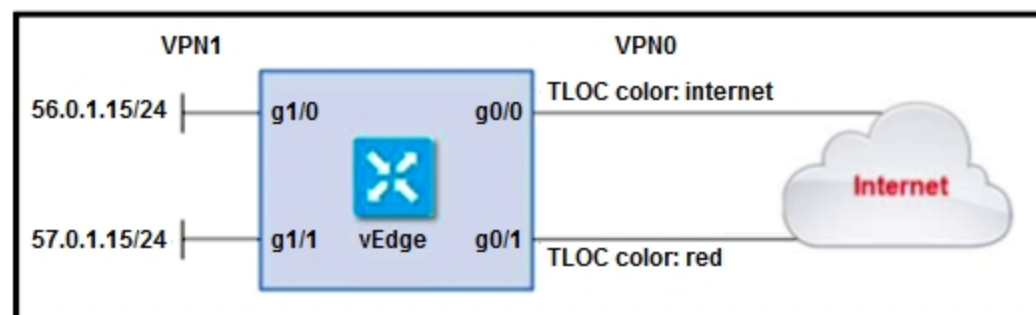 VPN1 VPN0
TLOC color: internet
56.0.1.15/24 g1/0 g0/0
Internet
57.0.1.15/24 g1/1 vEdge g0/1
TLOC color: red